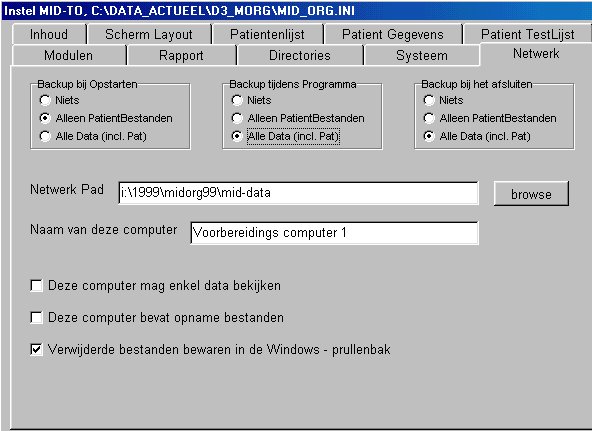 Instel MID-TO, C:\DATA_ACTUEEL\D3_MORG\MID_ORG.INI
Inhoud Scherm Layout Patientenlijst Patient Gegevens Patient TestLijst
Modulen Rapport Directories Systeem Netwerk
Backup bij Opstarten Backup tijdens Programma Backup bij het afsluiten
Niets Niets Niets
Alleen PatientBestanden Alleen PatientBestanden Alleen PatientBestanden
Alle Data (incl. Pat) Alle Data (incl. Pat) Alle Data (incl. Pat)
Netwerk Pad i:\1999\midorg99\mid-data browse
Naam van deze computer Voorbereidings computer 1
Deze computer mag enkel data bekijken
Deze computer bevat opname bestanden
Verwijderde bestanden bewaren in de Windows - prullenbak